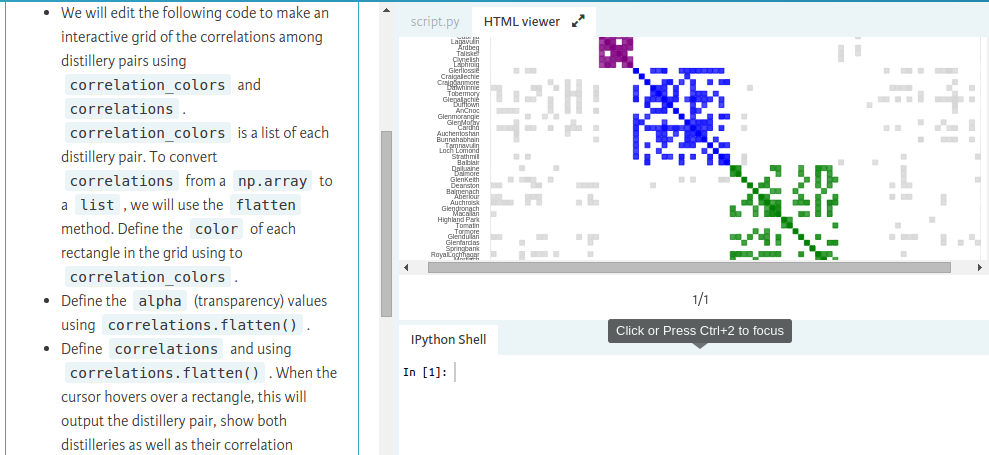 We will edit the following code to make an
interactive grid of the correlations among
distillery pairs using
correlation_colors and
correlations .
correlation_colors is a list of each
distillery pair. To convert
correlations from a np.array to
a list , we will use the flatten
method. Define the color of each
rectangle in the grid using to
correlation_colors .
Define the alpha (transparency) values
using correlations.flatten() .
Define correlations and using
correlations.flatten() . When the
cursor hovers over a rectangle, this will
output the distillery pair, show both
distilleries as well as their correlation
script.py HTML viewer
Lagavulin
Ardbeg
Talisker
Clynelish
Laphroig
Glenlossie
Craigallechie
Craigganmore
Dalwhinnie
Tobermory
Glenallachie
Dufftown
AnCnoc
Glenmorangie
GlenMoray
Cardhu
Auchentoshan
Bunnahabhain
Tamnavulin
Loch Lomond
Strathmill
Balblair
Dailuaine
Dalmore
GlenKeith
Deanston
Balmenach
Aberlour
Auchroisk
Glendronach
Macallan
Highland Park
Tomatin
Tormore
Glendullan
Glenfarclas
Springbank
RoyalLochnagar
1/1
Click or Press Ctrl+2 to focus
IPython Shell
In [1]: